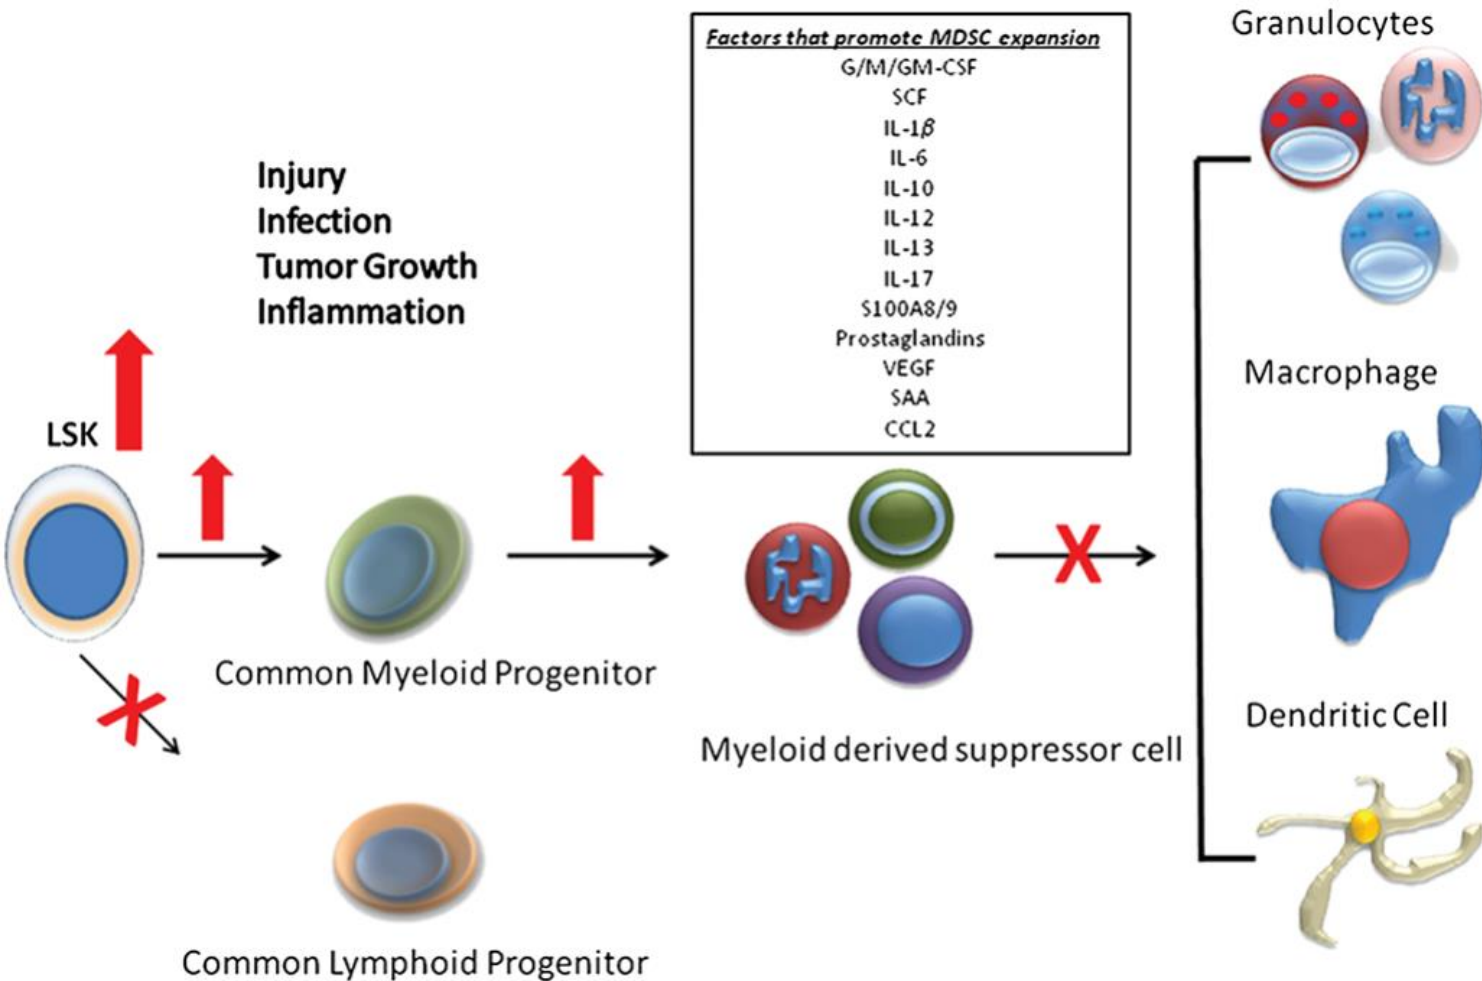 Injury
Infection
Tumor Growth
Inflammation
LSK
Common Myeloid Progenitor
Common Lymphoid Progenitor
Factors that promote MDSC expansion
G/M/GM-CSF
SCF
IL-1β
IL-6
IL-10
IL-12
IL-13
IL-17
S100A8/9
Prostaglandins
VEGF
SAA
CCL2
X
Myeloid derived suppressor cell
Granulocytes
Macrophage
Dendritic Cell